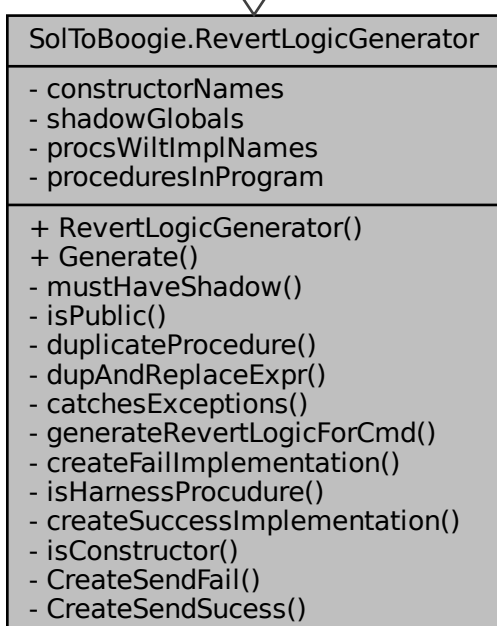 SolToBoogie.RevertLogicGenerator
- constructorNames
- shadowGlobals
- procsWiltImplNames
- proceduresInProgram
+ RevertLogicGenerator()
+ Generate()
- mustHaveShadow()
- isPublic()
- duplicateProcedure()
- dupAndReplaceExpr()
- catchesExceptions()
- generateRevertLogicForCmd()
- createFailImplementation()
- isHarnessProcudure()
- createSuccessImplementation()
- isConstructor()
- CreateSendFail()
- CreateSendSucess()